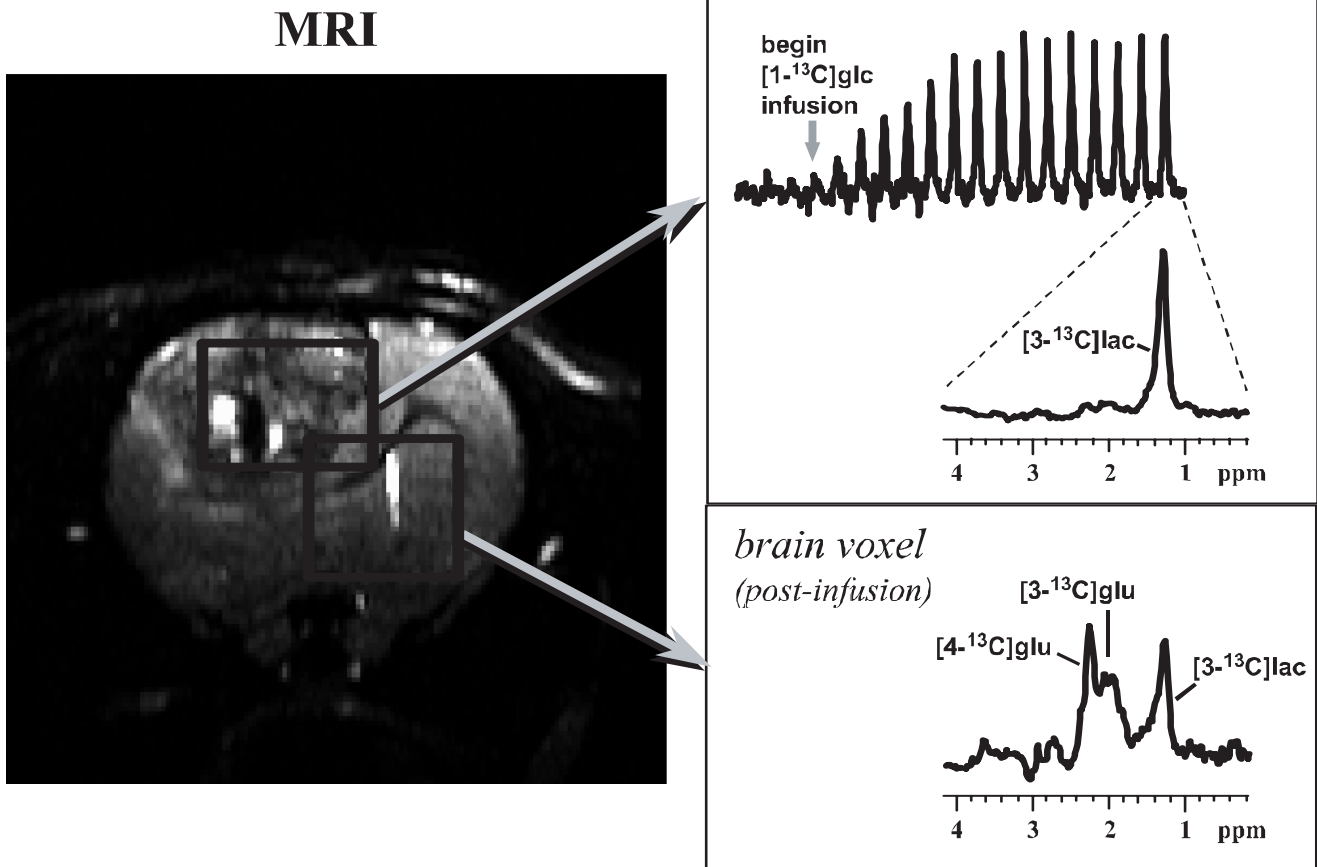 MRI
begin
[1-¹³C]glc
infusion
[3-¹³C]lac
4 3 2 1 ppm
brain voxel
(post-infusion)
[3-¹³C]glu
[4-¹³C]glu
[3-¹³C]lac
4 3 2 1 ppm